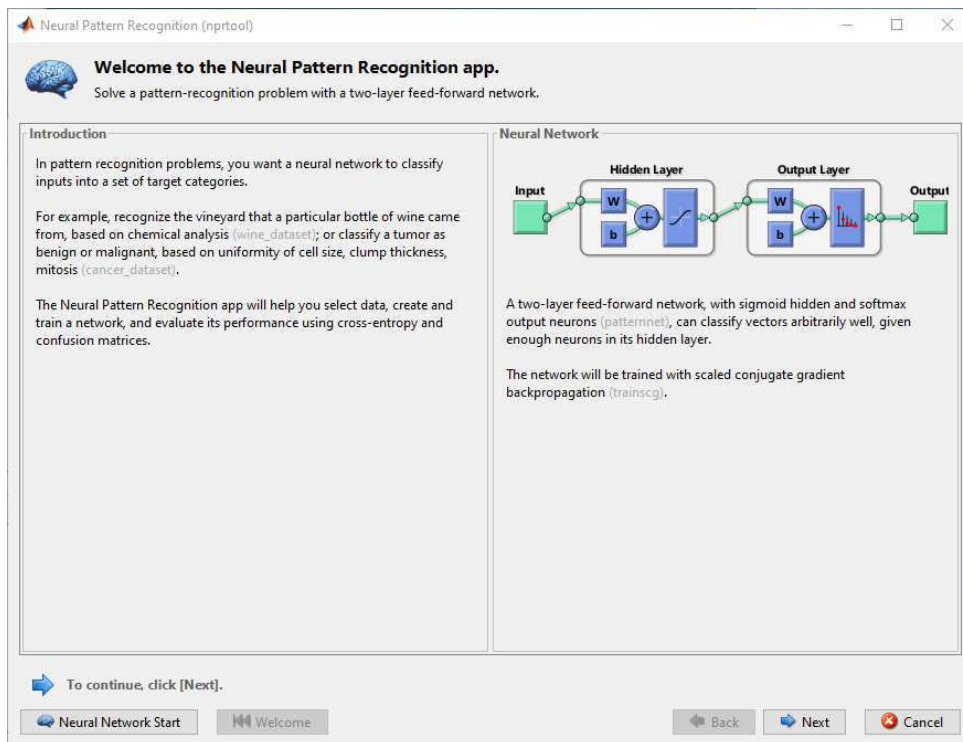 Neural Pattern Recognition (nprtool)
Welcome to the Neural Pattern Recognition app.
Solve a pattern-recognition problem with a two-layer feed-forward network.
Introduction
In pattern recognition problems, you want a neural network to classify
inputs into a set of target categories.
For example, recognize the vineyard that a particular bottle of wine came
from, based on chemical analysis (wine_dataset); or classify a tumor as
benign or malignant, based on uniformity of cell size, clump thickness,
mitosis (cancer_dataset).
The Neural Pattern Recognition app will help you select data, create and
train a network, and evaluate its performance using cross-entropy and
confusion matrices.
Neural Network
Hidden Layer
Output Layer
Input
W
b
+
W
b
+
Output
A two-layer feed-forward network, with sigmoid hidden and softmax
output neurons (patternnet), can classify vectors arbitrarily well, given
enough neurons in its hidden layer.
The network will be trained with scaled conjugate gradient
backpropagation (trainscg).
To continue, click [Next].
Neural Network Start
Welcome
Back
Next
Cancel